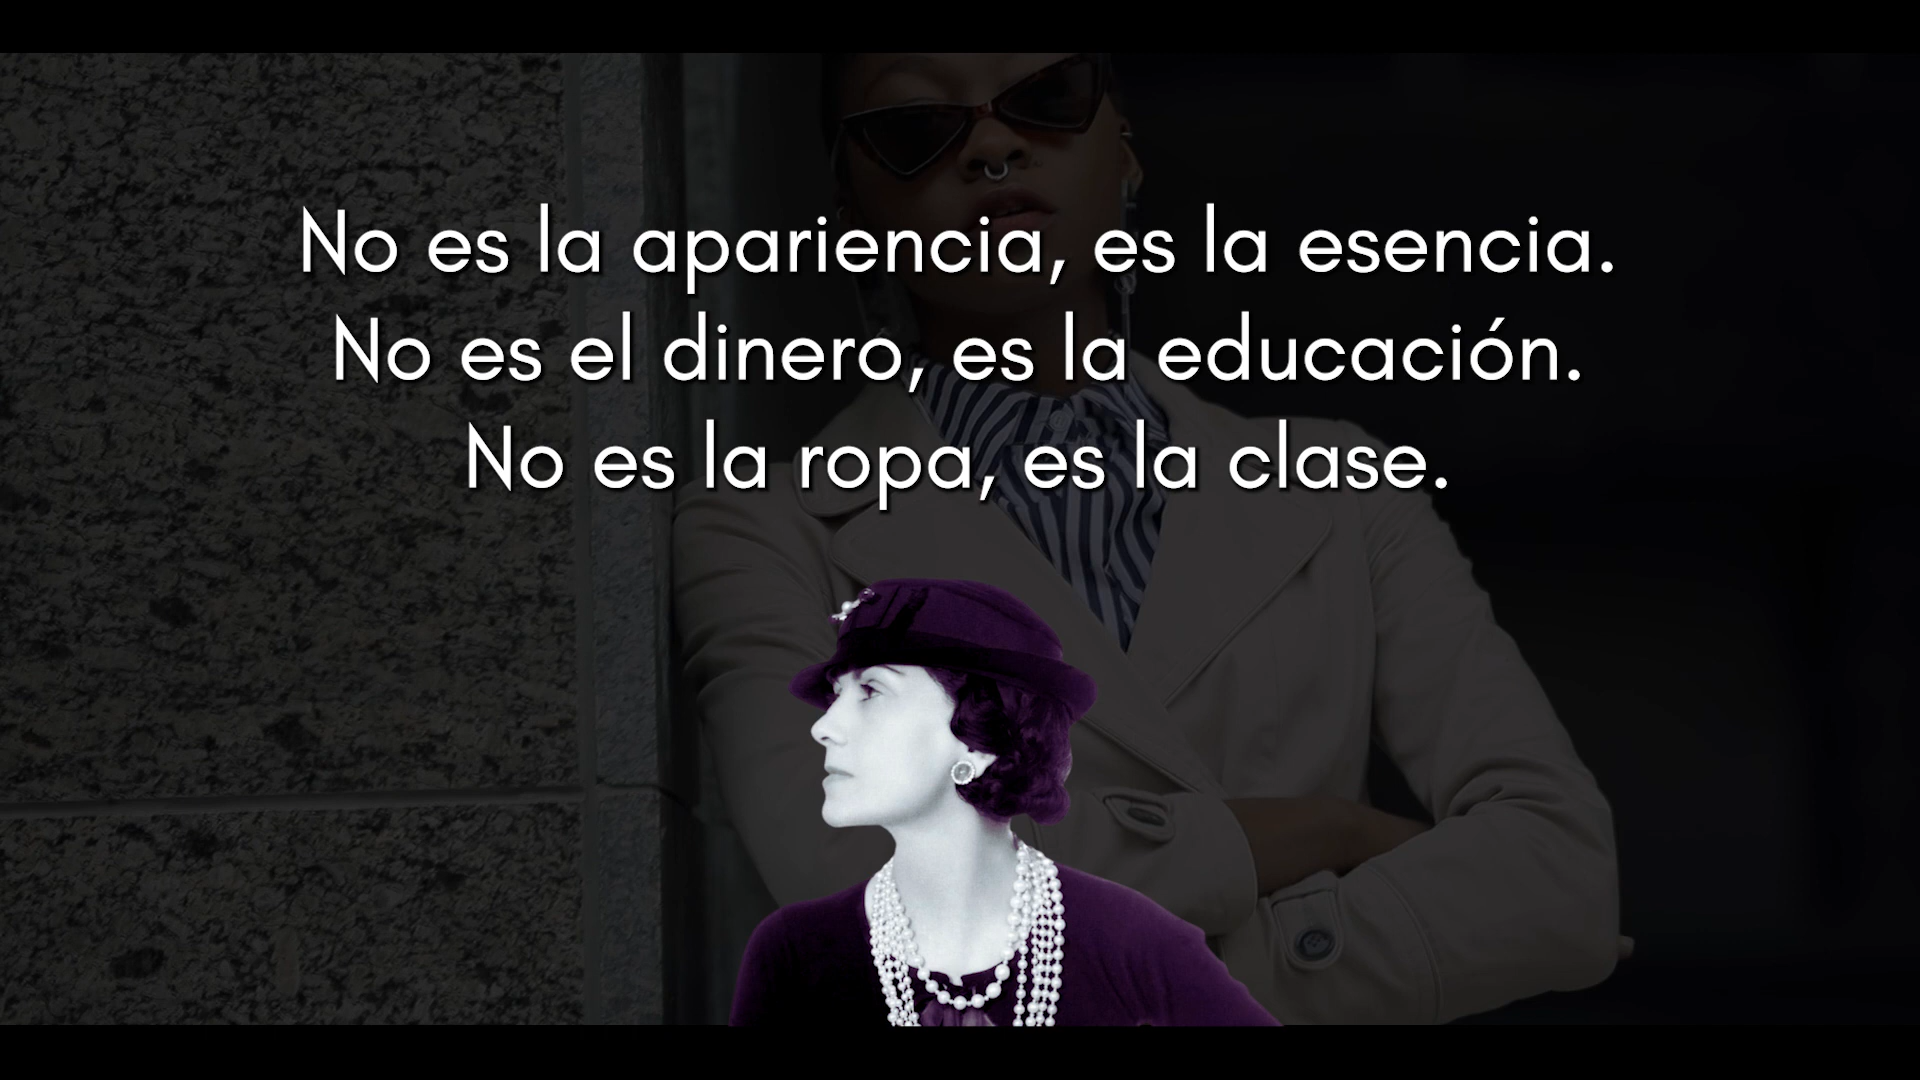 No es la apariencia, es la esencia.
No es el dinero, es la educación.
No es la ropa, es la clase.